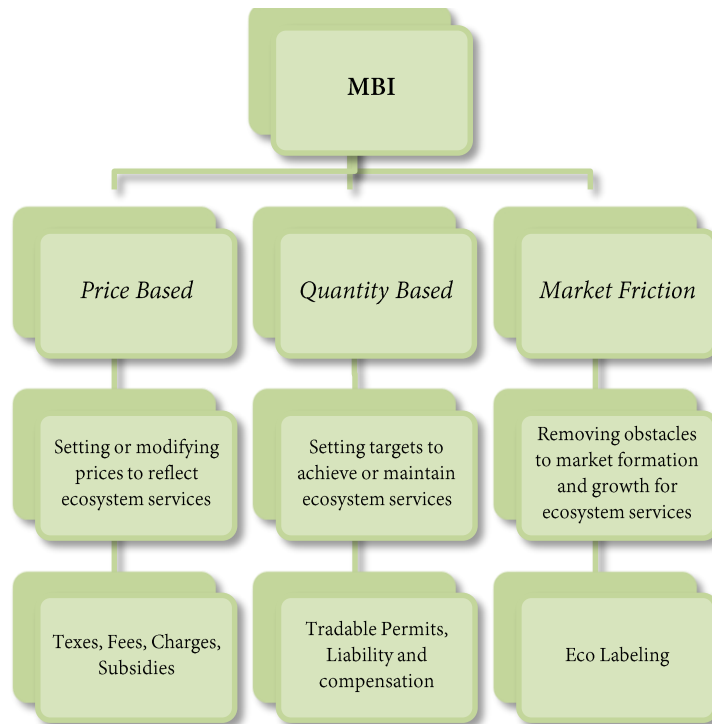 MBI
Price Based
Quantity Based
Market Friction
Setting or modifying
prices to reflect
ecosystem services
Setting targets to
achieve or maintain
ecosystem services
Removing obstacles
to market formation
and growth for
ecosystem services
Texes, Fees, Charges,
Subsidies
Tradable Permits,
Liability and
compensation
Eco Labeling